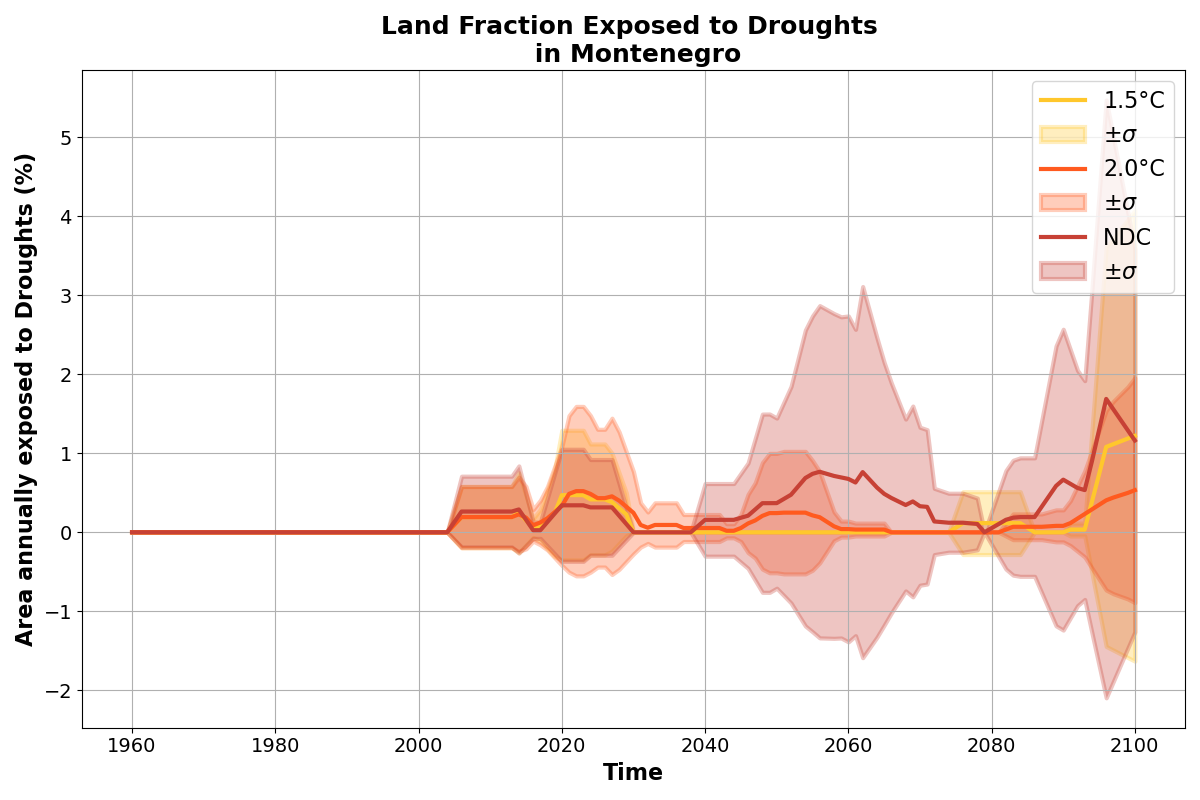 Land Fraction Exposed to Droughts
in Montenegro
Area annually exposed to Droughts (%)
5
4
3
2
1
0
−1
−2
1960 1980 2000 2020 2040 2060 2080 2100
Time
1.5°C
±σ
2.0°C
±σ
NDC
±σ